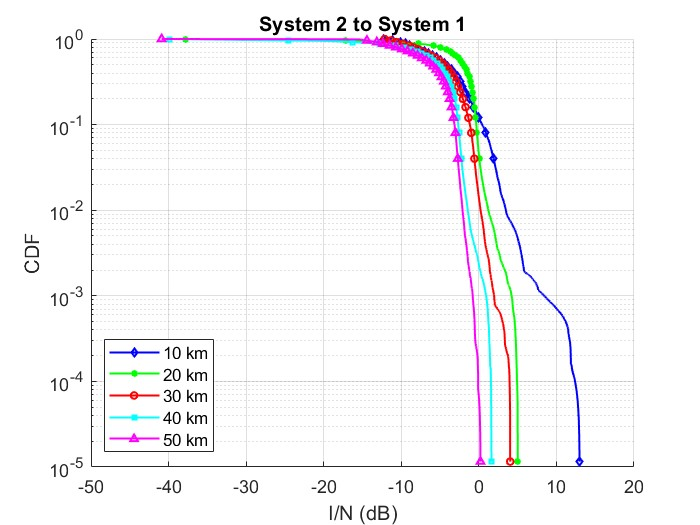 System 2 to System 1
10^0
10^-1
10^-2
10^-3
10^-4
10^-5
CDF
10 km
20 km
30 km
40 km
50 km
-50 -40 -30 -20 -10 0 10 20
I/N (dB)